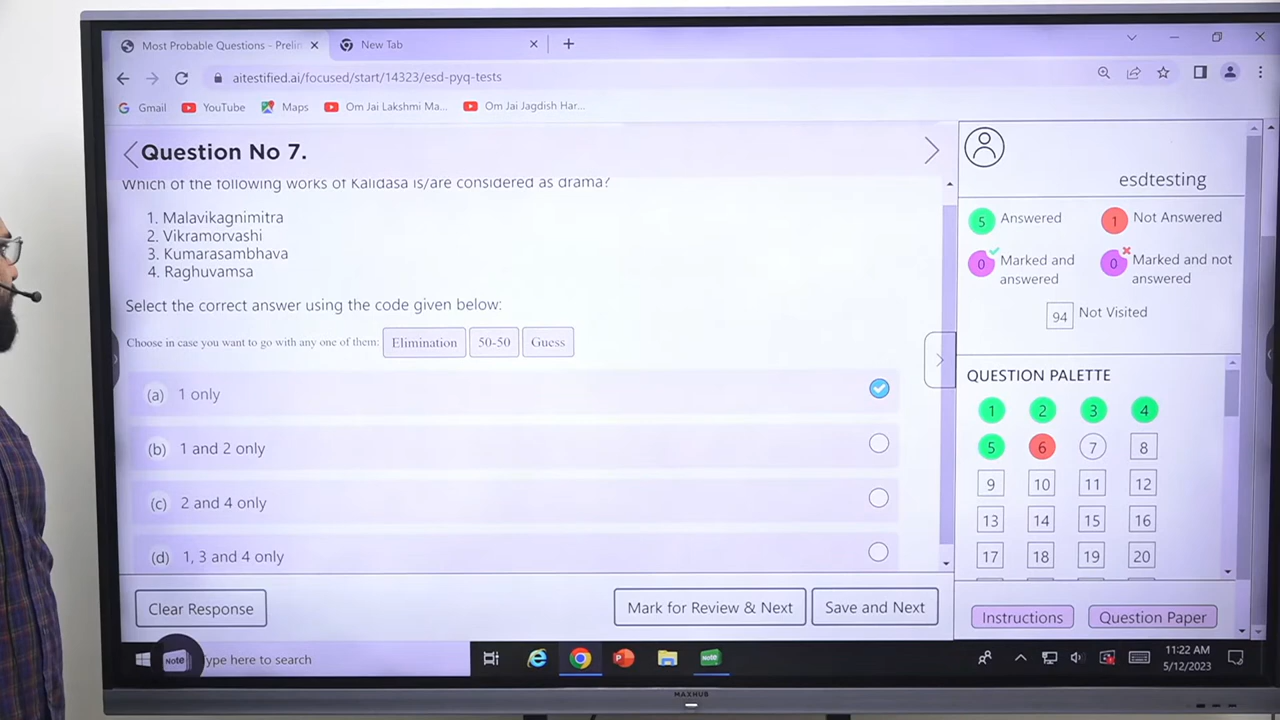 Most Probable Questions - Prelin
New Tab
aitestified.ai/focused/start/14323/esd-pyq-tests
Gmail
YouTube
Maps
Om Jai Lakshmi Ma...
Om Jai Jagdish Har...
Question No 7.
Which of the following works of Kalidasa is/are considered as drama?
1. Malavikagnimitra
2. Vikramorvashi
3. Kumarasambhava
4. Raghuvamsa
Select the correct answer using the code given below:
Choose in case you want to go with any one of them: Elimination 50-50 Guess
(a) 1 only
(b) 1 and 2 only
(c) 2 and 4 only
(d) 1, 3 and 4 only
Clear Response
Mark for Review & Next
Save and Next
esdtesting
5 Answered
1 Not Answered
0 Marked and answered
0 Marked and not answered
94 Not Visited
QUESTION PALETTE
1 2 3 4
5 6 7 8
9 10 11 12
13 14 15 16
17 18 19 20
Instructions
Question Paper
Note
ype here to search
note
11:22 AM
5/12/2023
MAXHUB